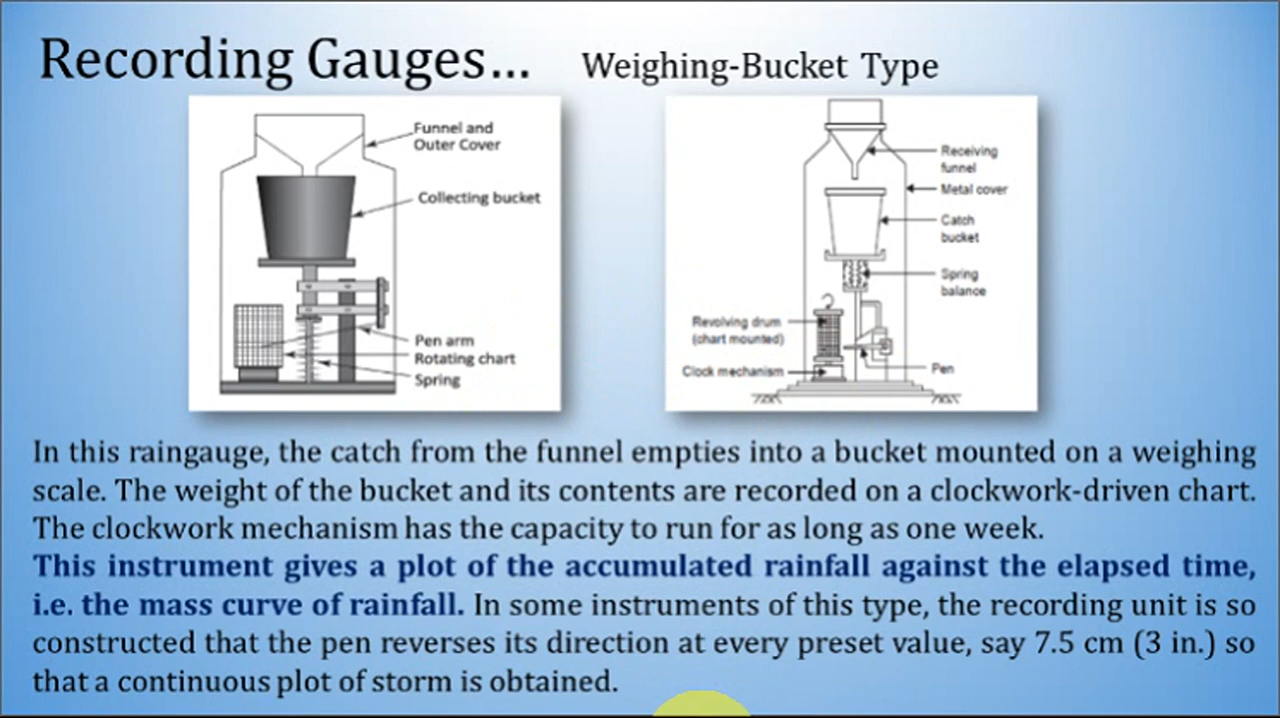 Recording Gauges... Weighing-Bucket Type
Funnel and
Outer Cover
Collecting bucket
Pen arm
Rotating chart
Spring
Receiving
funnel
Metal cover
Catch
bucket
Spring
balance
Revolving drum
(chart mounted)
Clock mechanism
Pen
In this raingauge, the catch from the funnel empties into a bucket mounted on a weighing
scale. The weight of the bucket and its contents are recorded on a clockwork-driven chart.
The clockwork mechanism has the capacity to run for as long as one week.
This instrument gives a plot of the accumulated rainfall against the elapsed time,
i.e. the mass curve of rainfall. In some instruments of this type, the recording unit is so
constructed that the pen reverses its direction at every preset value, say 7.5 cm (3 in.) so
that a continuous plot of storm is obtained.